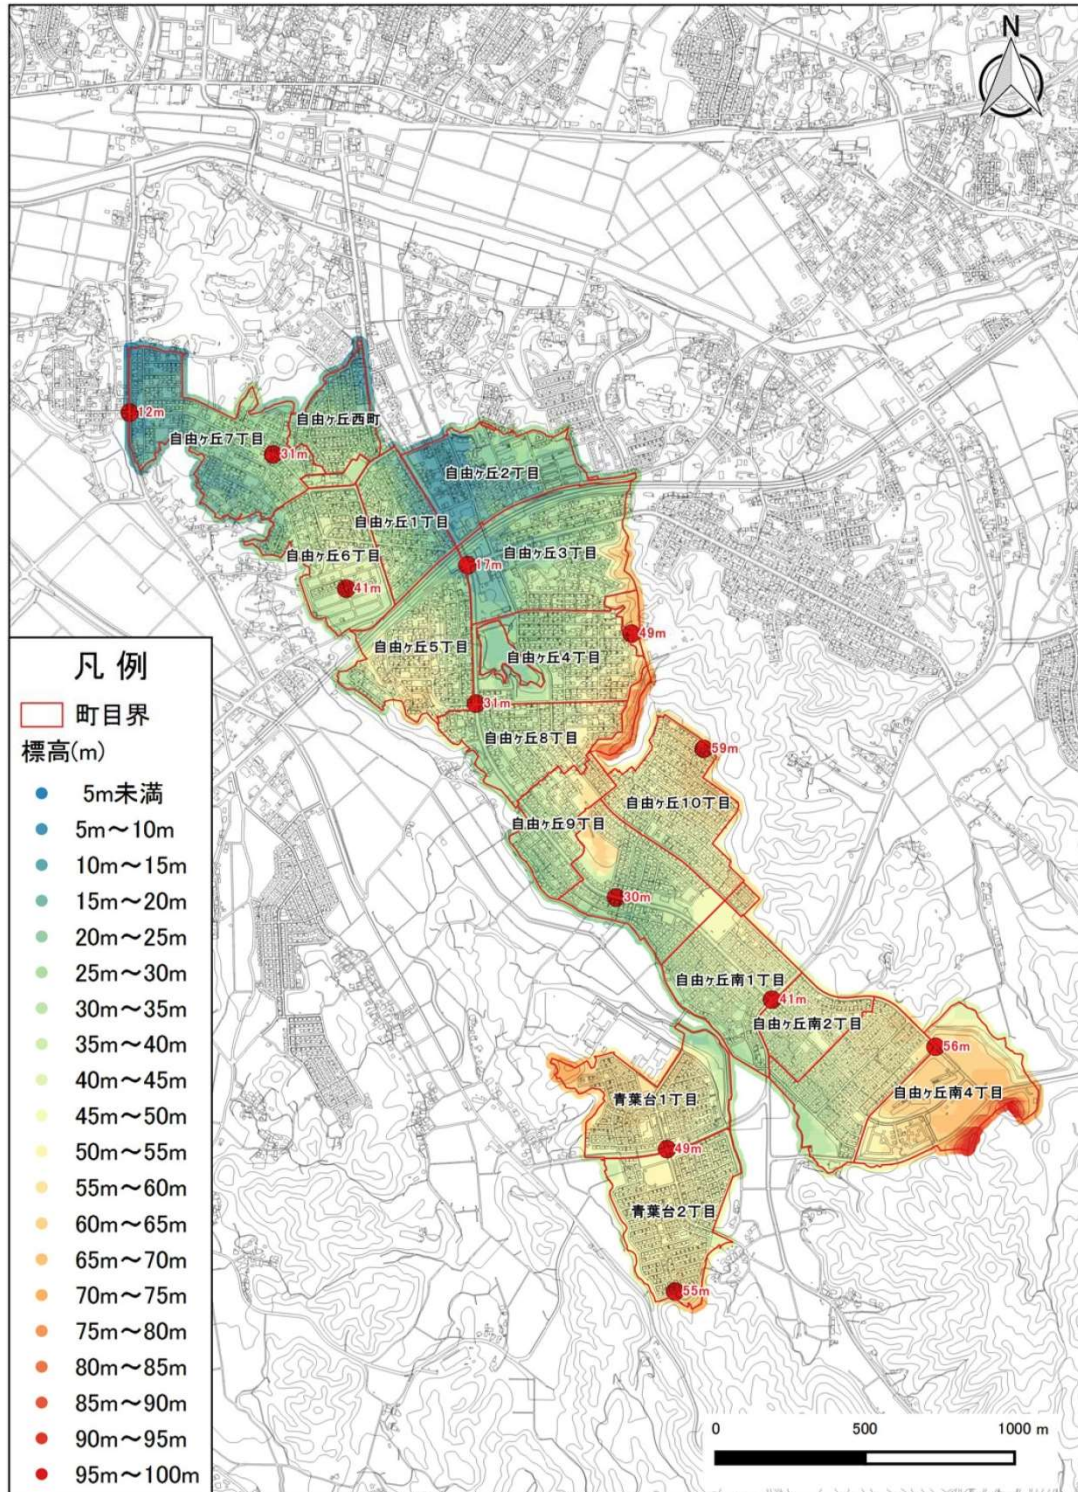 N
12m
自由ヶ丘西町
自由ヶ丘7丁目
31m
自由ヶ丘2丁目
自由ヶ丘1丁目
自由ヶ丘3丁目
自由ヶ丘6丁目
17m
41m
49m
自由ヶ丘5丁目
自由ヶ丘4丁目
31m
自由ヶ丘8丁目
59m
自由ヶ丘10丁目
自由ヶ丘9丁目
30m
自由ヶ丘南1丁目
41m
自由ヶ丘南2丁目
56m
自由ヶ丘南4丁目
青葉台1丁目
49m
青葉台2丁目
55m
凡例
町目界
標高(m)
5m未満
5m～10m
10m～15m
15m～20m
20m～25m
25m～30m
30m～35m
35m～40m
40m～45m
45m～50m
50m～55m
55m～60m
60m～65m
65m～70m
70m～75m
75m～80m
80m～85m
85m～90m
90m～95m
95m～100m
0 500 1000 m